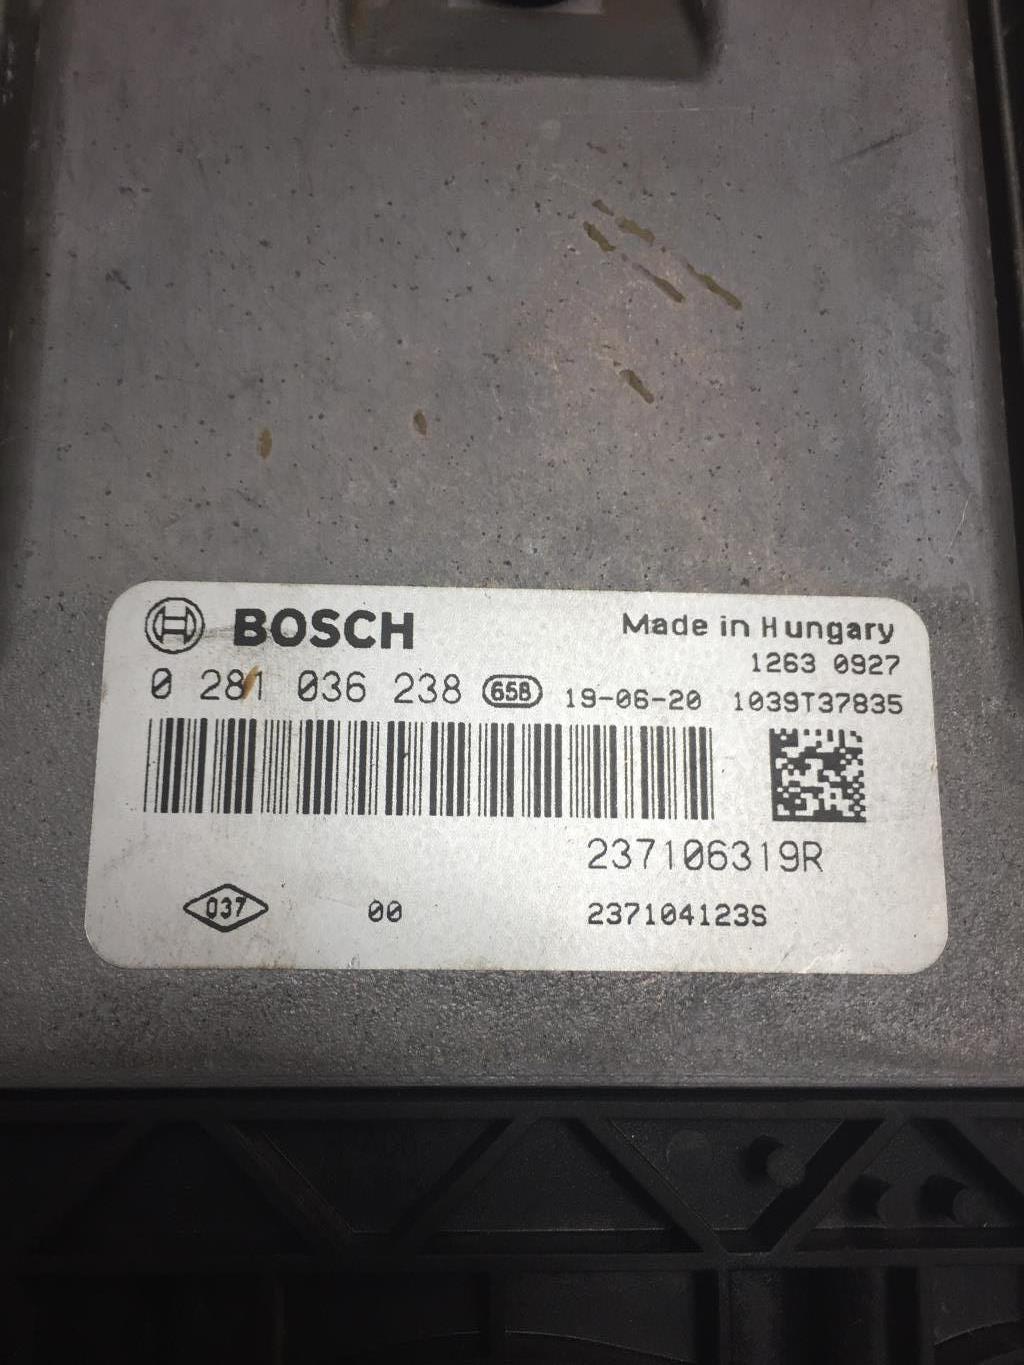 BOSCH
Made in Hungary
1263 0927
0 281 036 238 658 19-06-20 1039T37835
237106319R
037 00 237104123S